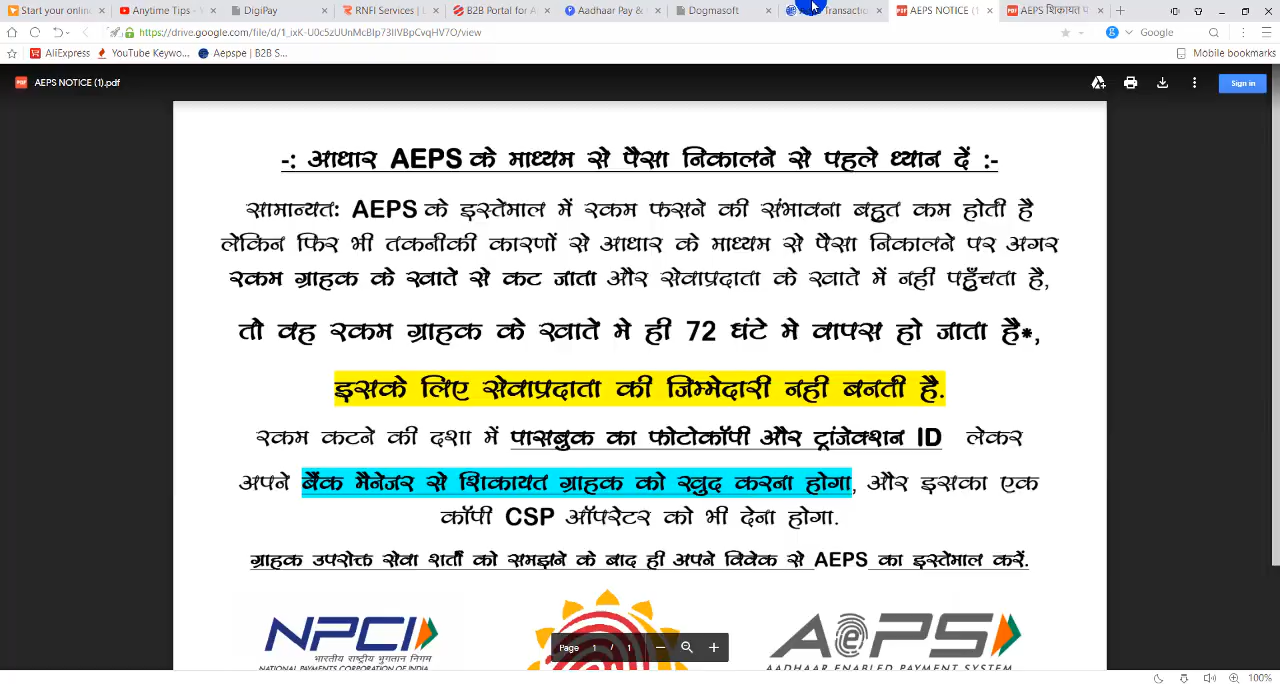 Start your onlin
Anytime Tips -
DigiPay
RNFI Services | L
B2B Portal for A
Aadhaar Pay &
Dogmasoft
Transactio
AEPS NOTICE (1
AEPS शिकायत प
https://drive.google.com/file/d/1_ixK-U0c5zUUnMcBIp73IIVBpCvqHV7O/view
Google
AliExpress
YouTube Keywo...
Aepspe | B2B S...
Mobile bookmarks
AEPS NOTICE (1).pdf
Sign in
-: आधार AEPS के माध्यम से पैसा निकालने से पहले ध्यान दें :-
सामान्यत: AEPS के इस्तेमाल में रकम फसने की संभावना बहुत कम होती है
लेकिन फिर भी तकनीकी कारणों से आधार के माध्यम से पैसा निकालने पर अगर
रकम ग्राहक के खाते से कट जाता और सेवाप्रदाता के खाते में नहीं पहुँचता है,
तो वह रकम ग्राहक के खाते मे ही 72 घंटे मे वापस हो जाता है*,
इसके लिए सेवाप्रदाता की जिम्मेदारी नही बनती है.
रकम कटने की दशा में पासबुक का फोटोकॉपी और ट्रांजेक्शन ID लेकर
अपने बैंक मैनेजर से शिकायत ग्राहक को खुद करना होगा, और इसका एक
कॉपी CSP ऑपरेटर को भी देना होगा.
ग्राहक उपरोक्त सेवा शर्तों को समझने के बाद ही अपने विवेक से AEPS का इस्तेमाल करें.
NPCI
भारतीय राष्ट्रीय भुगतान निगम
NATIONAL PAYMENTS CORPORATION OF INDIA
AePS
AADHAAR ENABLED PAYMENT SYSTEM
Page 1 / 1
100%